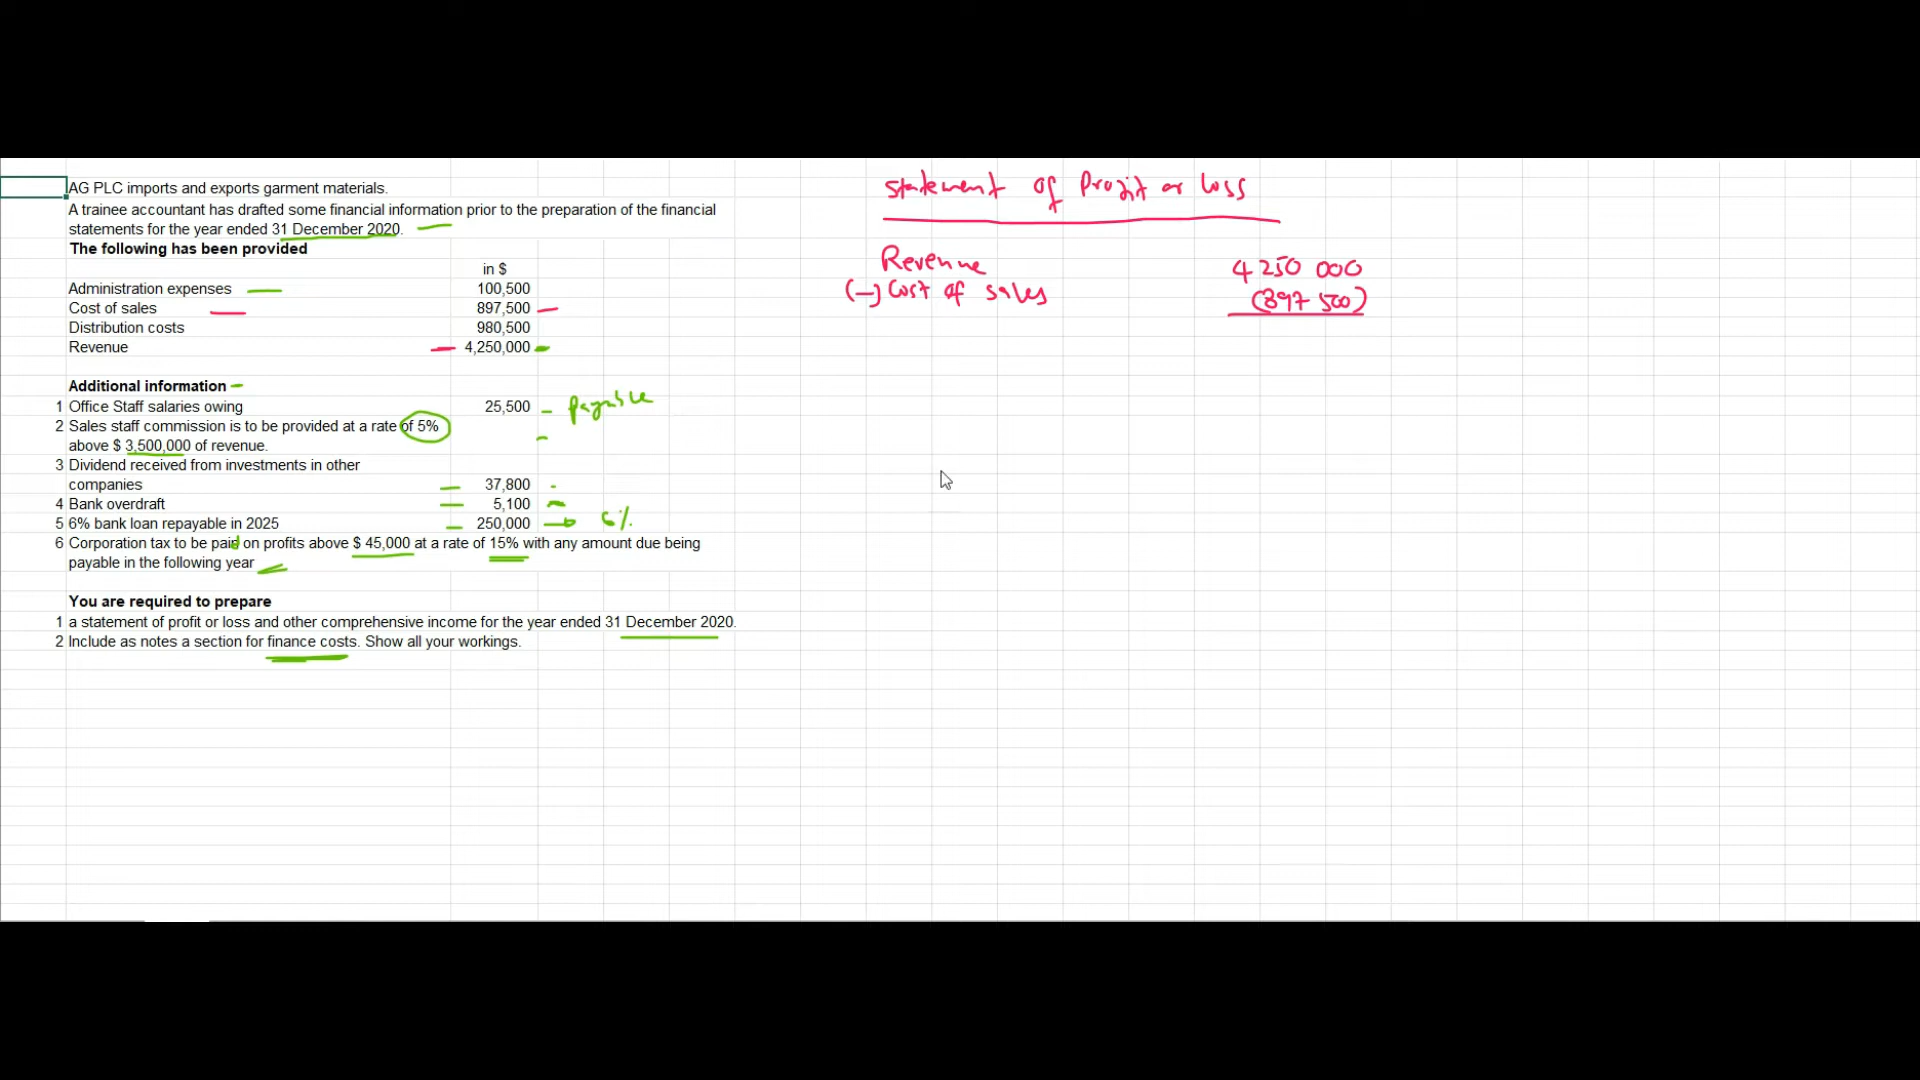 AG PLC imports and exports garment materials.
A trainee accountant has drafted some financial information prior to the preparation of the financial
statements for the year ended 31 December 2020.
The following has been provided
in $
Administration expenses 100,500
Cost of sales 897,500
Distribution costs 980,500
Revenue 4,250,000
Additional information
1 Office Staff salaries owing 25,500 - payable
2 Sales staff commission is to be provided at a rate of 5%
above $ 3,500,000 of revenue.
3 Dividend received from investments in other
companies 37,800
4 Bank overdraft 5,100
5 6% bank loan repayable in 2025 250,000 6%
6 Corporation tax to be paid on profits above $ 45,000 at a rate of 15% with any amount due being
payable in the following year
You are required to prepare
1 a statement of profit or loss and other comprehensive income for the year ended 31 December 2020.
2 Include as notes a section for finance costs. Show all your workings.
Statement of Profit or Loss
Revenue 4 250 000
(-) Cost of sales (897 500)